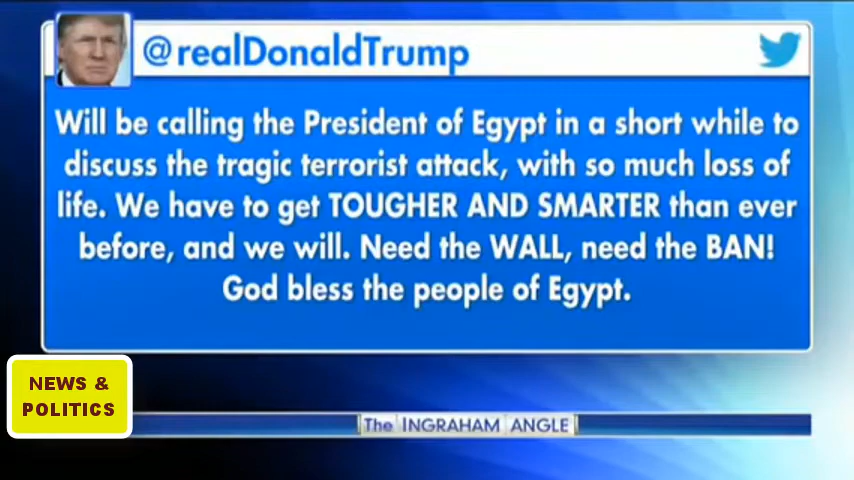 @realDonaldTrump
Will be calling the President of Egypt in a short while to
discuss the tragic terrorist attack, with so much loss of
life. We have to get TOUGHER AND SMARTER than ever
before, and we will. Need the WALL, need the BAN!
God bless the people of Egypt.
NEWS &
POLITICS
The INGRAHAM ANGLE